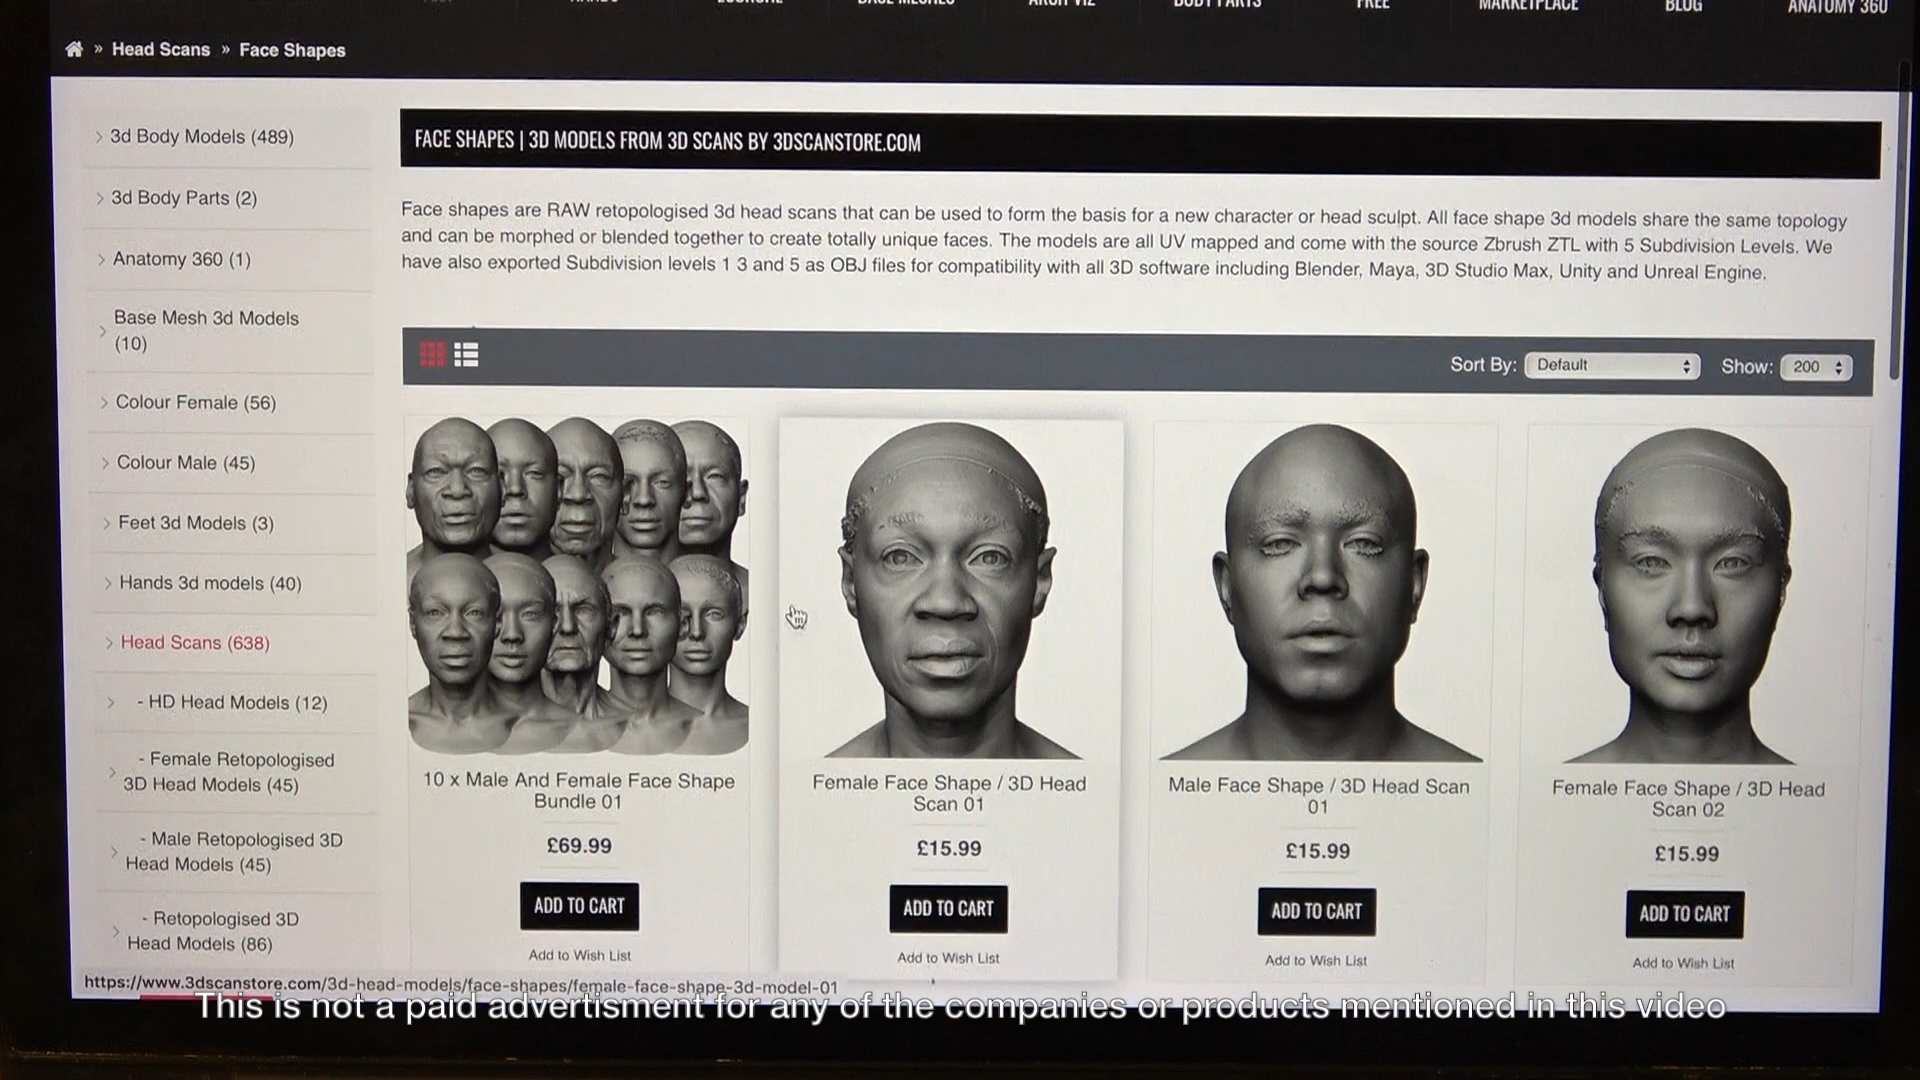 FREE
MARKETPLACE
BLOG
ANATOMY 360
» Head Scans » Face Shapes
3d Body Models (489)
3d Body Parts (2)
Anatomy 360 (1)
Base Mesh 3d Models
(10)
Colour Female (56)
Colour Male (45)
Feet 3d Models (3)
Hands 3d models (40)
Head Scans (638)
- HD Head Models (12)
- Female Retopologised
3D Head Models (45)
- Male Retopologised 3D
Head Models (45)
- Retopologised 3D
Head Models (86)
FACE SHAPES | 3D MODELS FROM 3D SCANS BY 3DSCANSTORE.COM
Face shapes are RAW retopologised 3d head scans that can be used to form the basis for a new character or head sculpt. All face shape 3d models share the same topology
and can be morphed or blended together to create totally unique faces. The models are all UV mapped and come with the source Zbrush ZTL with 5 Subdivision Levels. We
have also exported Subdivision levels 1 3 and 5 as OBJ files for compatibility with all 3D software including Blender, Maya, 3D Studio Max, Unity and Unreal Engine.
Sort By: Default Show: 200
10 x Male And Female Face Shape
Bundle 01
£69.99
ADD TO CART
Add to Wish List
Female Face Shape / 3D Head
Scan 01
£15.99
ADD TO CART
Add to Wish List
Male Face Shape / 3D Head Scan
01
£15.99
ADD TO CART
Add to Wish List
Female Face Shape / 3D Head
Scan 02
£15.99
ADD TO CART
Add to Wish List
https://www.3dscanstore.com/3d-head-models/face-shapes/female-face-shape-3d-model-01
This is not a paid advertisment for any of the companies or products mentioned in this video